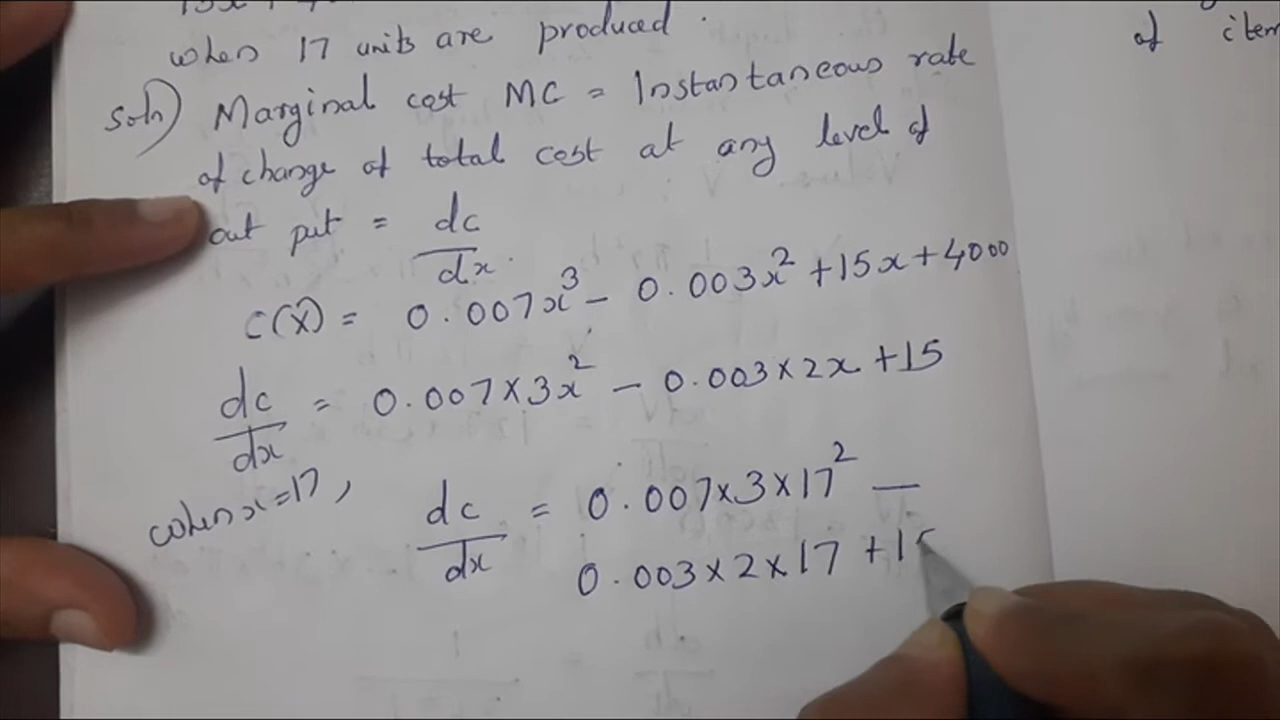 when 17 units are produced.
of item
Soln) Marginal cost MC = Instantaneous rate
of change of total cost at any level of
out put = dc/dx.
C(x) = 0.007x³ - 0.003x² + 15x + 4000
dc/dx = 0.007 × 3x² - 0.003 × 2x + 15
when x = 17, dc/dx = 0.007 × 3 × 17² -
0.003 × 2 × 17 + 15